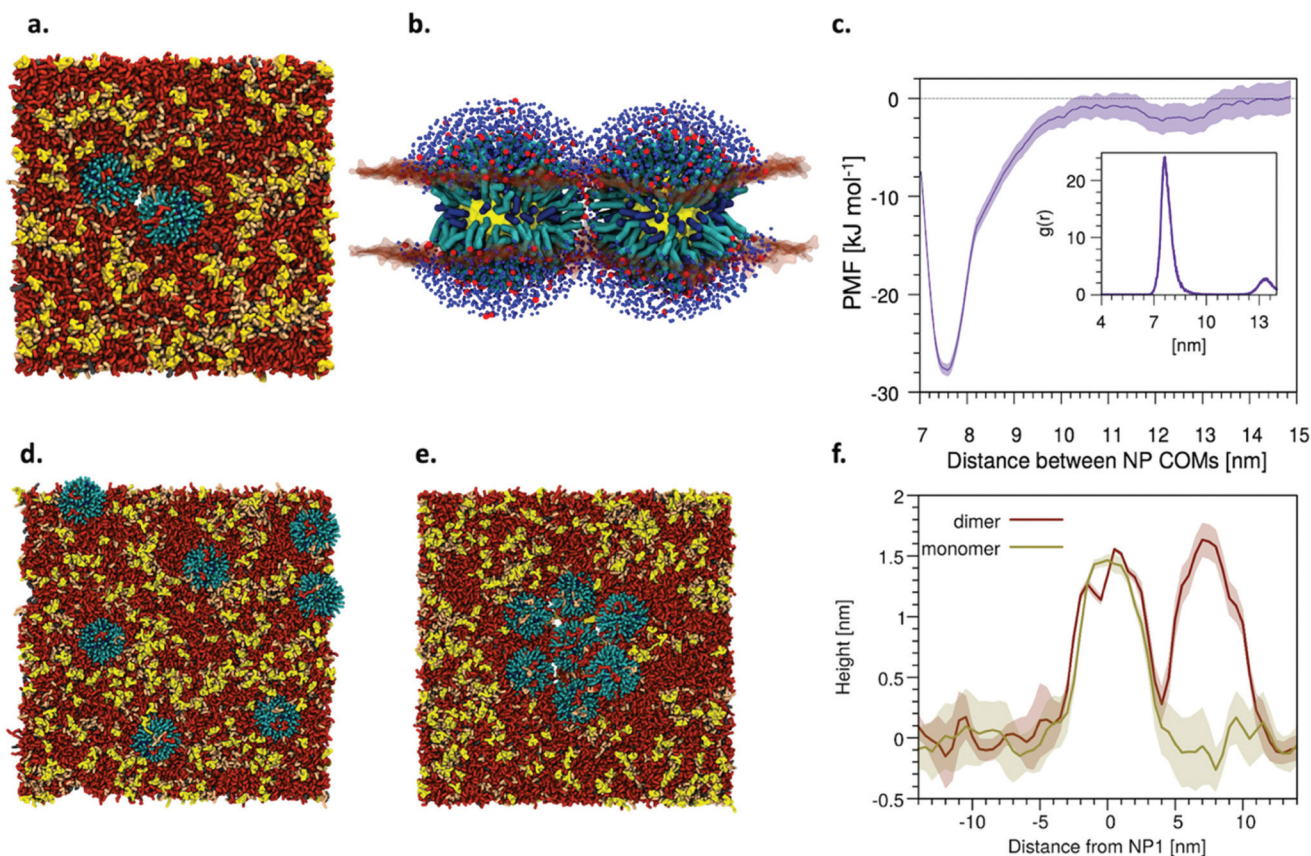 a.
b.
c.
0
-10
-20
-30
PMF [kJ mol⁻¹]
20
10
0
g(r)
4 7 10 13
[nm]
7 8 9 10 11 12 13 14 15
Distance between NP COMs [nm]
d.
e.
f.
2
1.5
1
0.5
0
-0.5
Height [nm]
dimer
monomer
-10 -5 0 5 10
Distance from NP1 [nm]